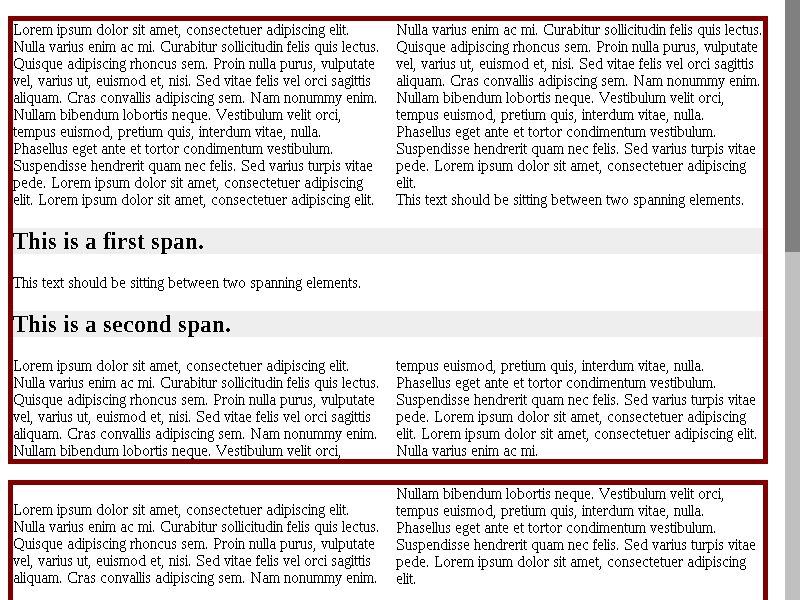 Lorem ipsum dolor sit amet, consectetuer adipiscing elit.
Nulla varius enim ac mi. Curabitur sollicitudin felis quis lectus.
Quisque adipiscing rhoncus sem. Proin nulla purus, vulputate
vel, varius ut, euismod et, nisi. Sed vitae felis vel orci sagittis
aliquam. Cras convallis adipiscing sem. Nam nonummy enim.
Nullam bibendum lobortis neque. Vestibulum velit orci,
tempus euismod, pretium quis, interdum vitae, nulla.
Phasellus eget ante et tortor condimentum vestibulum.
Suspendisse hendrerit quam nec felis. Sed varius turpis vitae
pede. Lorem ipsum dolor sit amet, consectetuer adipiscing
elit. Lorem ipsum dolor sit amet, consectetuer adipiscing elit.
Nulla varius enim ac mi. Curabitur sollicitudin felis quis lectus.
Quisque adipiscing rhoncus sem. Proin nulla purus, vulputate
vel, varius ut, euismod et, nisi. Sed vitae felis vel orci sagittis
aliquam. Cras convallis adipiscing sem. Nam nonummy enim.
Nullam bibendum lobortis neque. Vestibulum velit orci,
tempus euismod, pretium quis, interdum vitae, nulla.
Phasellus eget ante et tortor condimentum vestibulum.
Suspendisse hendrerit quam nec felis. Sed varius turpis vitae
pede. Lorem ipsum dolor sit amet, consectetuer adipiscing
elit.
This text should be sitting between two spanning elements.
This is a first span.
This text should be sitting between two spanning elements.
This is a second span.
Lorem ipsum dolor sit amet, consectetuer adipiscing elit.
Nulla varius enim ac mi. Curabitur sollicitudin felis quis lectus.
Quisque adipiscing rhoncus sem. Proin nulla purus, vulputate
vel, varius ut, euismod et, nisi. Sed vitae felis vel orci sagittis
aliquam. Cras convallis adipiscing sem. Nam nonummy enim.
Nullam bibendum lobortis neque. Vestibulum velit orci,
tempus euismod, pretium quis, interdum vitae, nulla.
Phasellus eget ante et tortor condimentum vestibulum.
Suspendisse hendrerit quam nec felis. Sed varius turpis vitae
pede. Lorem ipsum dolor sit amet, consectetuer adipiscing
elit. Lorem ipsum dolor sit amet, consectetuer adipiscing elit.
Nulla varius enim ac mi.
Lorem ipsum dolor sit amet, consectetuer adipiscing elit.
Nulla varius enim ac mi. Curabitur sollicitudin felis quis lectus.
Quisque adipiscing rhoncus sem. Proin nulla purus, vulputate
vel, varius ut, euismod et, nisi. Sed vitae felis vel orci sagittis
aliquam. Cras convallis adipiscing sem. Nam nonummy enim.
Nullam bibendum lobortis neque. Vestibulum velit orci,
tempus euismod, pretium quis, interdum vitae, nulla.
Phasellus eget ante et tortor condimentum vestibulum.
Suspendisse hendrerit quam nec felis. Sed varius turpis vitae
pede. Lorem ipsum dolor sit amet, consectetuer adipiscing
elit.